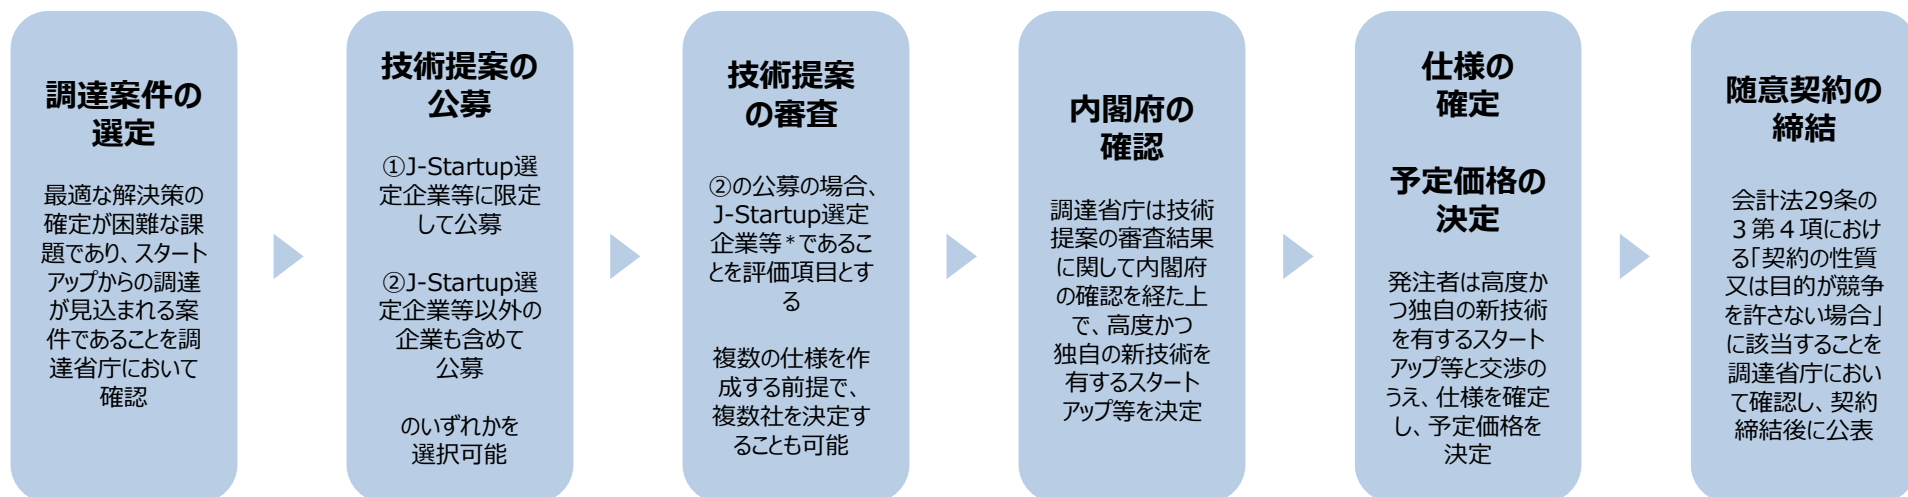 調達案件の
選定
最適な解決策の
確定が困難な課
題であり、スタート
アップからの調達
が見込まれる案
件であることを調
達省庁において
確認
技術提案の
公募
①J-Startup選
定企業等に限定
して公募
②J-Startup選
定企業等以外の
企業も含めて
公募
のいずれかを
選択可能
技術提案
の審査
②の公募の場合、
J-Startup選定
企業等*であるこ
とを評価項目とす
る
複数の仕様を作
成する前提で、
複数社を決定す
ることも可能
内閣府の
確認
調達省庁は技術
提案の審査結果
に関して内閣府
の確認を経た上
で、高度かつ
独自の新技術を
有するスタート
アップ等を決定
仕様の
確定
予定価格の
決定
発注者は高度か
つ独自の新技術
を有するスタート
アップ等と交渉の
うえ、仕様を確定
し、予定価格を
決定
随意契約の
締結
会計法29条の
3第4項におけ
る「契約の性質
又は目的が競争
を許さない場合」
に該当することを
調達省庁におい
て確認し、契約
締結後に公表